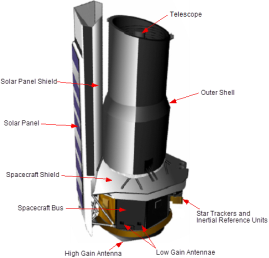 Telescope
Solar Panel Shield
Outer Shell
Solar Panel
Spacecraft Shield
Spacecraft Bus
Star Trackers and
Inertial Reference Units
High Gain Antenna
Low Gain Antennae